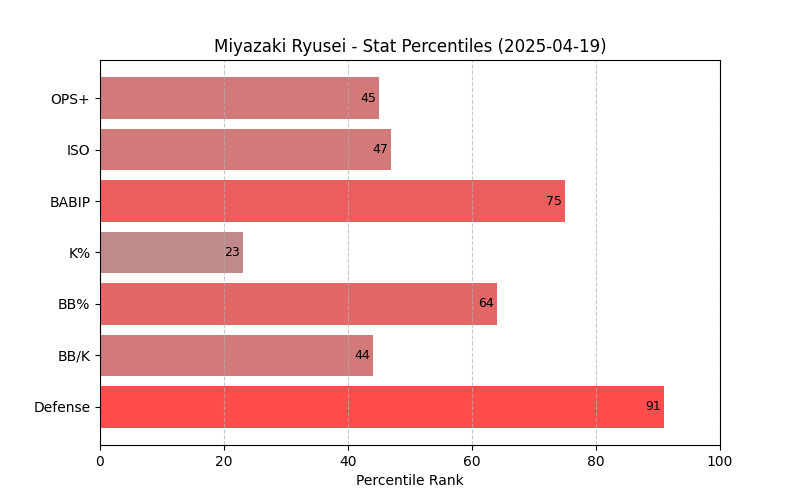 Miyazaki Ryusei - Stat Percentiles (2025-04-19)
OPS+ 45
ISO 47
BABIP 75
K% 23
BB% 64
BB/K 44
Defense 91
0 20 40 60 80 100
Percentile Rank